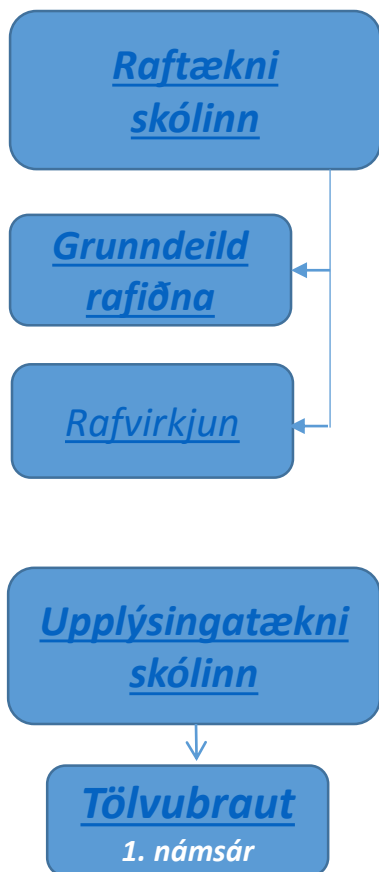 Raftækni
skólinn
Grunndeild
rafiðna
Rafvirkjun
Upplýsingatækni
skólinn
Tölvubraut
1. námsár